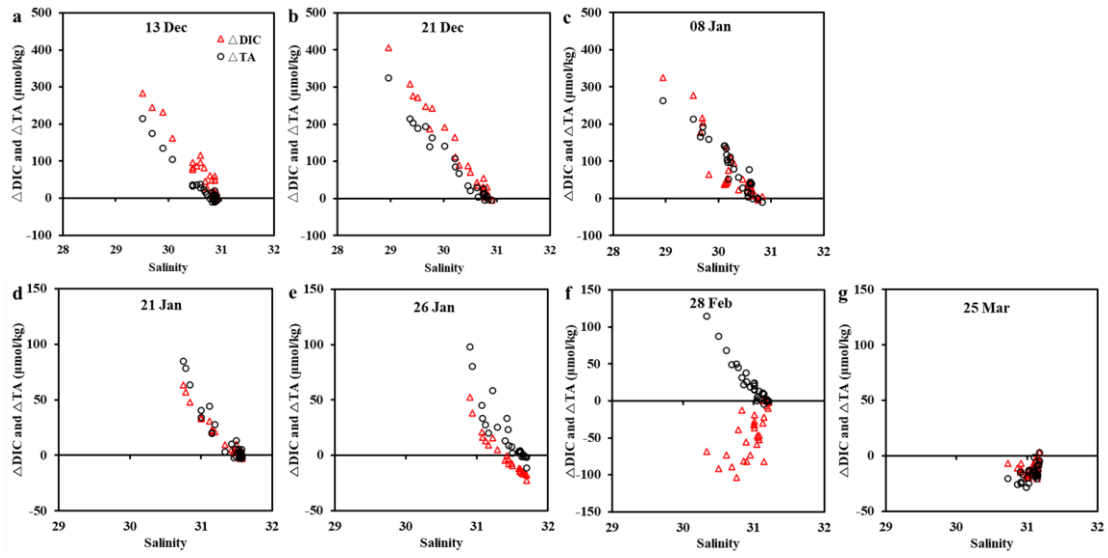 a
13 Dec
△DIC
△TA
△DIC and △TA (μmol/kg)
500
400
300
200
100
0
-100
28 29 30 31 32
Salinity
b
21 Dec
△DIC and △TA (μmol/kg)
500
400
300
200
100
0
-100
28 29 30 31 32
Salinity
c
08 Jan
△DIC and △TA (μmol/kg)
500
400
300
200
100
0
-100
28 29 30 31 32
Salinity
d
21 Jan
△DIC and △TA (μmol/kg)
150
100
50
0
-50
29 30 31 32
Salinity
e
26 Jan
△DIC and △TA (μmol/kg)
150
100
50
0
-50
29 30 31 32
Salinity
f
28 Feb
△DIC and △TA (μmol/kg)
150
100
50
0
-50
-100
-150
29 30 31 32
Salinity
g
25 Mar
△DIC and △TA (μmol/kg)
150
100
50
0
-50
29 30 31 32
Salinity